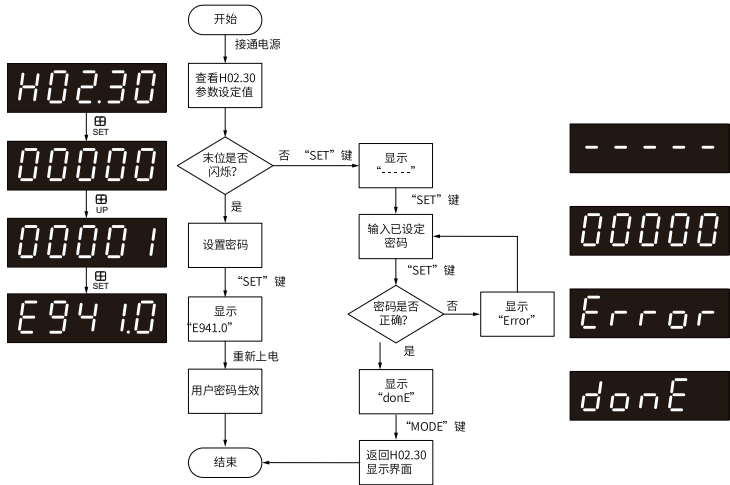 H02.30
SET
00000
UP
00001
SET
E941.0
开始
接通电源
查看H02.30
参数设定值
末位是否
闪烁？
是
设置密码
“SET”键
显示
“E941.0”
重新上电
用户密码生效
结束
否 “SET”键
显示
“-----”
“SET”键
输入已设定
密码
“SET”键
密码是否
正确？
否
显示
“Error”
是
显示
“donE”
“MODE”键
返回H02.30
显示界面
-----
00000
Error
donE